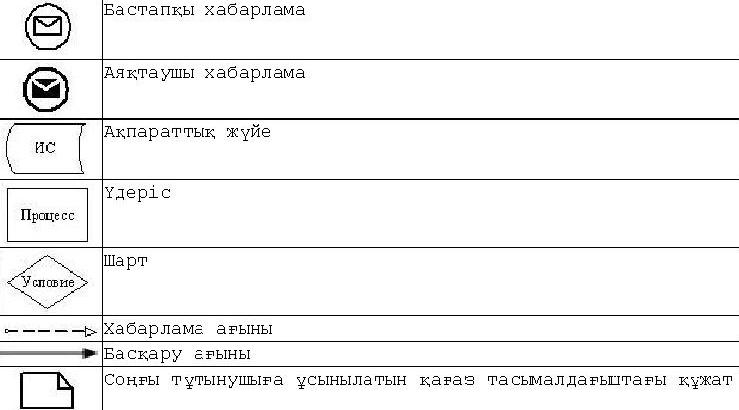 Бастапқы хабарлама
Аяқтаушы хабарлама
ИС
Ақпараттық жүйе
Процесс
Үдеріс
Условие
Шарт
Хабарлама ағыны
Басқару ағыны
Соңғы тұтынушыға ұсынылатын қағаз тасымалдағыштағы құжат